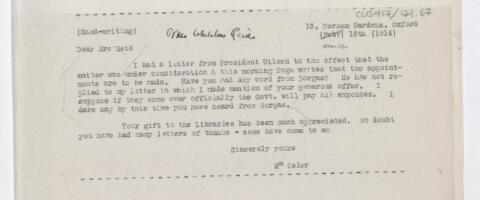 CUS417/121.67
(Hand-writing) Mrs Whitelaw Reid 13, Norham Gardens, Oxford
15th (1916)
Dear Mrs Reid
I had a letter from President Wilson to the effect that the
matter was/under consideration & this morning Page writes that the appoint-
ments are to be made. Have you had any word from Gorgas? He has not re-
plied to my letter in which I made mention of your generous offer. I
suppose if they come over officially the Govt. will pay all expenses. I
dare say by this time you have heard from Gorgas.
Your gift to the Libraries has been much appreciated. No doubt
you have had many letters of thanks - some have come to me
Sincerely yours
Wm Osler